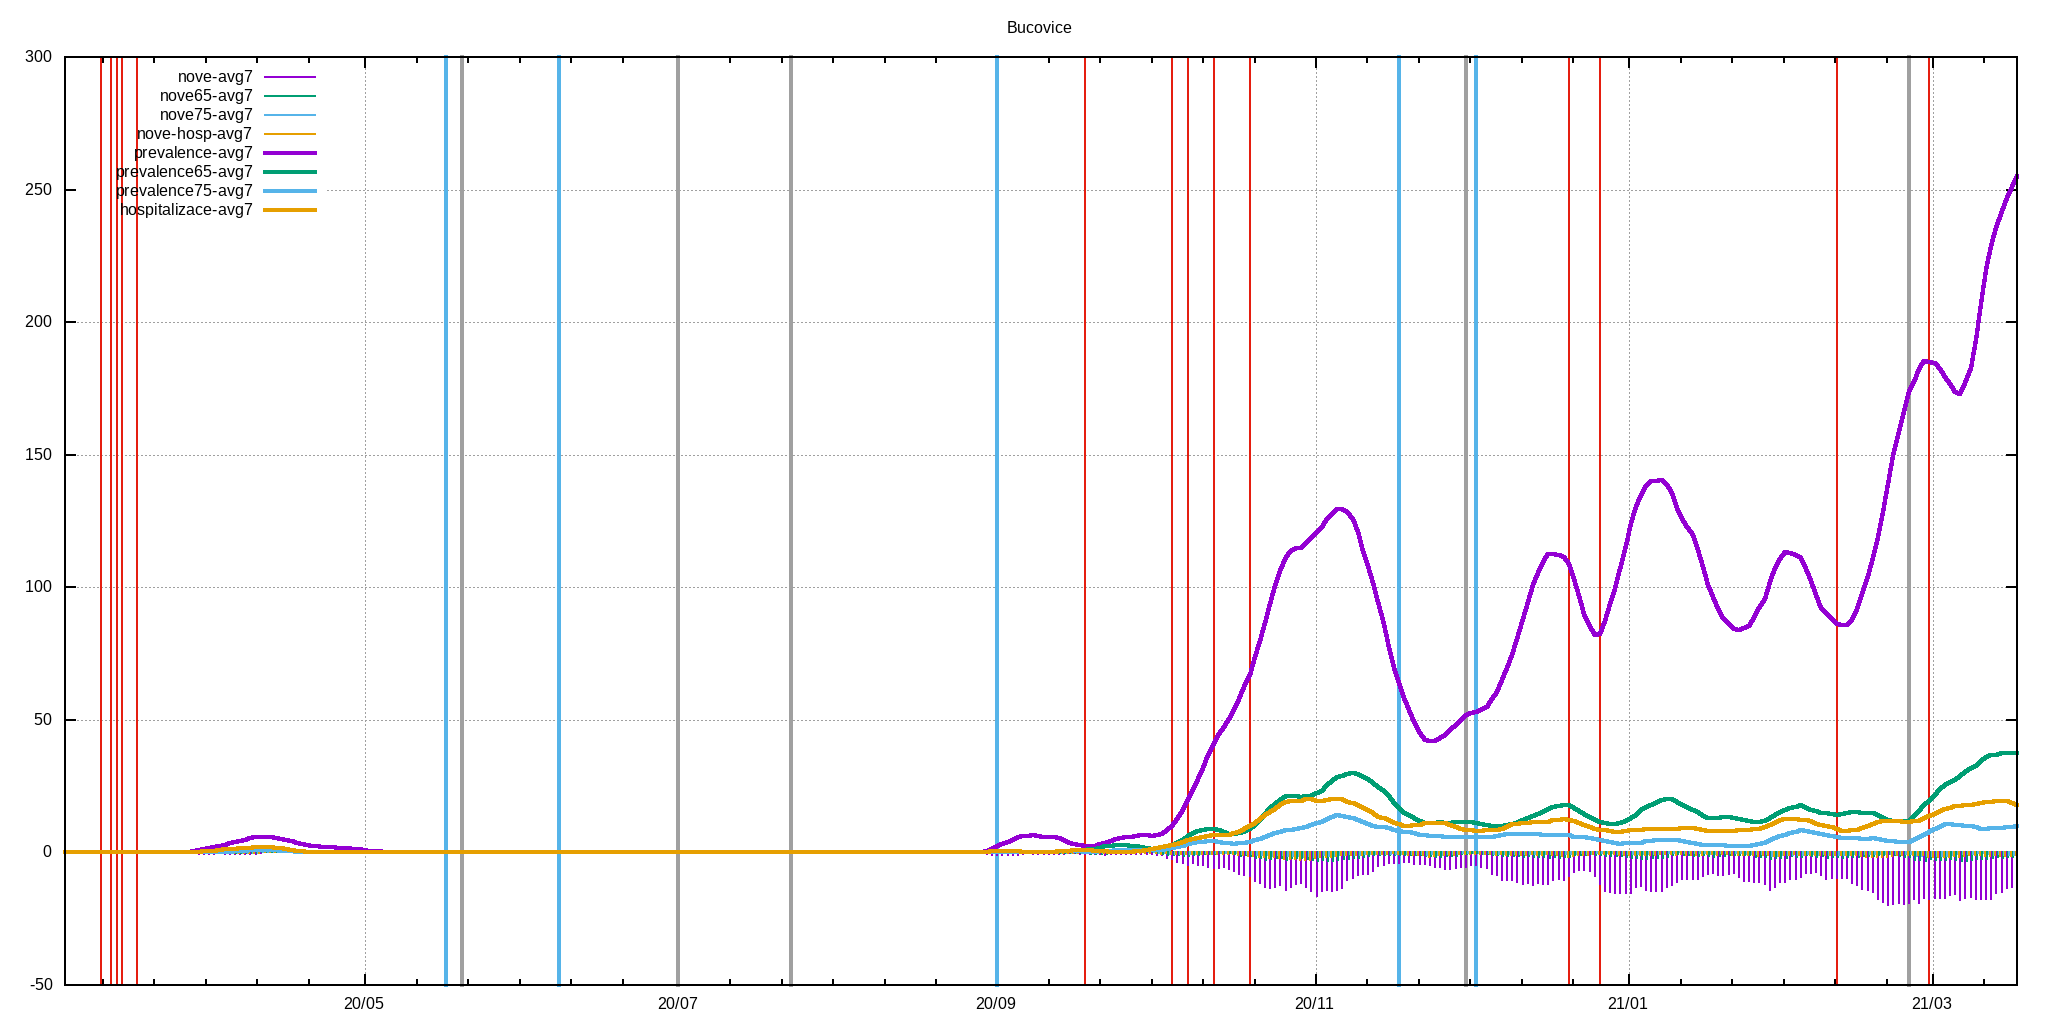 Bucovice
300
250
200
150
100
50
0
-50
nove-avg7
nove65-avg7
nove75-avg7
nove-hosp-avg7
prevalence-avg7
prevalence65-avg7
prevalence75-avg7
hospitalizace-avg7
20/05
20/07
20/09
20/11
21/01
21/03